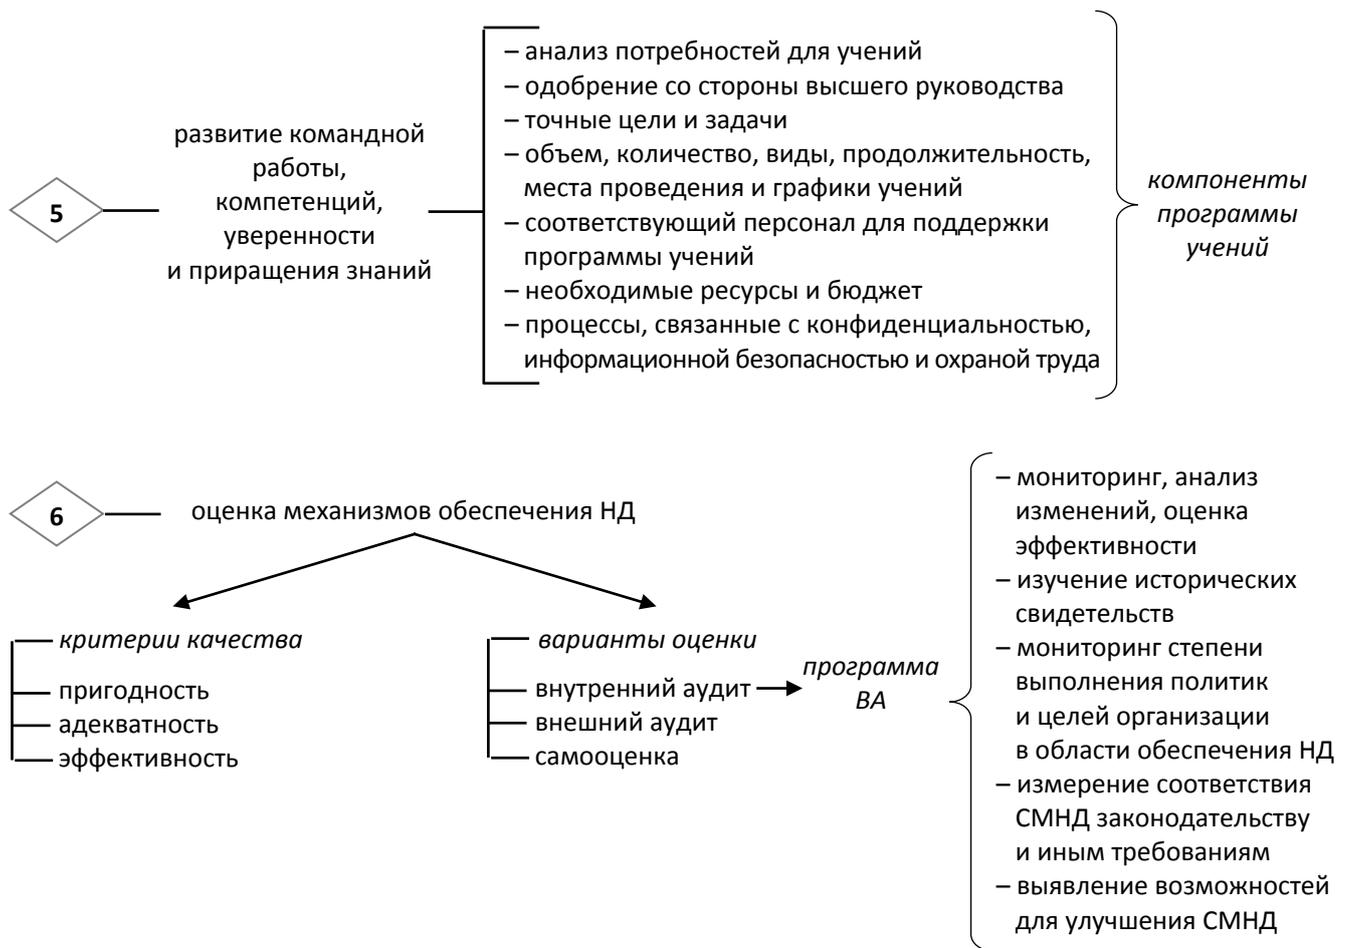 5
развитие командной
работы,
компетенций,
уверенности
и приращения знаний
– анализ потребностей для учений
– одобрение со стороны высшего руководства
– точные цели и задачи
– объем, количество, виды, продолжительность,
места проведения и графики учений
– соответствующий персонал для поддержки
программы учений
– необходимые ресурсы и бюджет
– процессы, связанные с конфиденциальностью,
информационной безопасностью и охраной труда
компоненты
программы
учений
6
оценка механизмов обеспечения НД
критерии качества
пригодность
адекватность
эффективность
варианты оценки
внутренний аудит
внешний аудит
самооценка
программа
ВА
– мониторинг, анализ
изменений, оценка
эффективности
– изучение исторических
свидетельств
– мониторинг степени
выполнения политик
и целей организации
в области обеспечения НД
– измерение соответствия
СМНД законодательству
и иным требованиям
– выявление возможностей
для улучшения СМНД